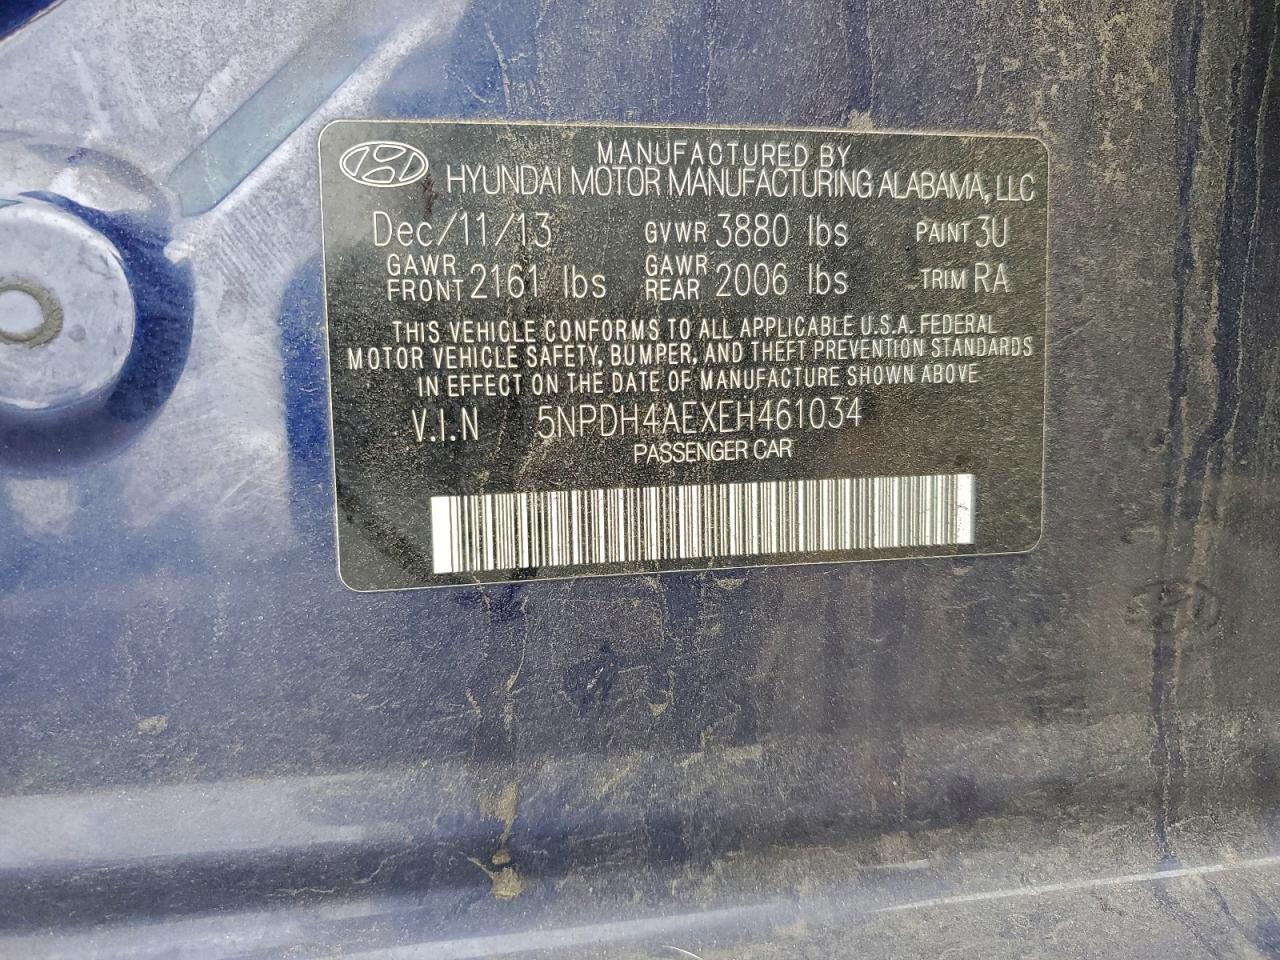 MANUFACTURED BY
HYUNDAI MOTOR MANUFACTURING ALABAMA, LLC
Dec/11/13 GVWR 3880 lbs PAINT 3U
GAWR FRONT 2161 lbs GAWR REAR 2006 lbs TRIM RA
THIS VEHICLE CONFORMS TO ALL APPLICABLE U.S.A. FEDERAL
MOTOR VEHICLE SAFETY, BUMPER, AND THEFT PREVENTION STANDARDS
IN EFFECT ON THE DATE OF MANUFACTURE SHOWN ABOVE
V.I.N 5NPDH4AEXEH461034
PASSENGER CAR